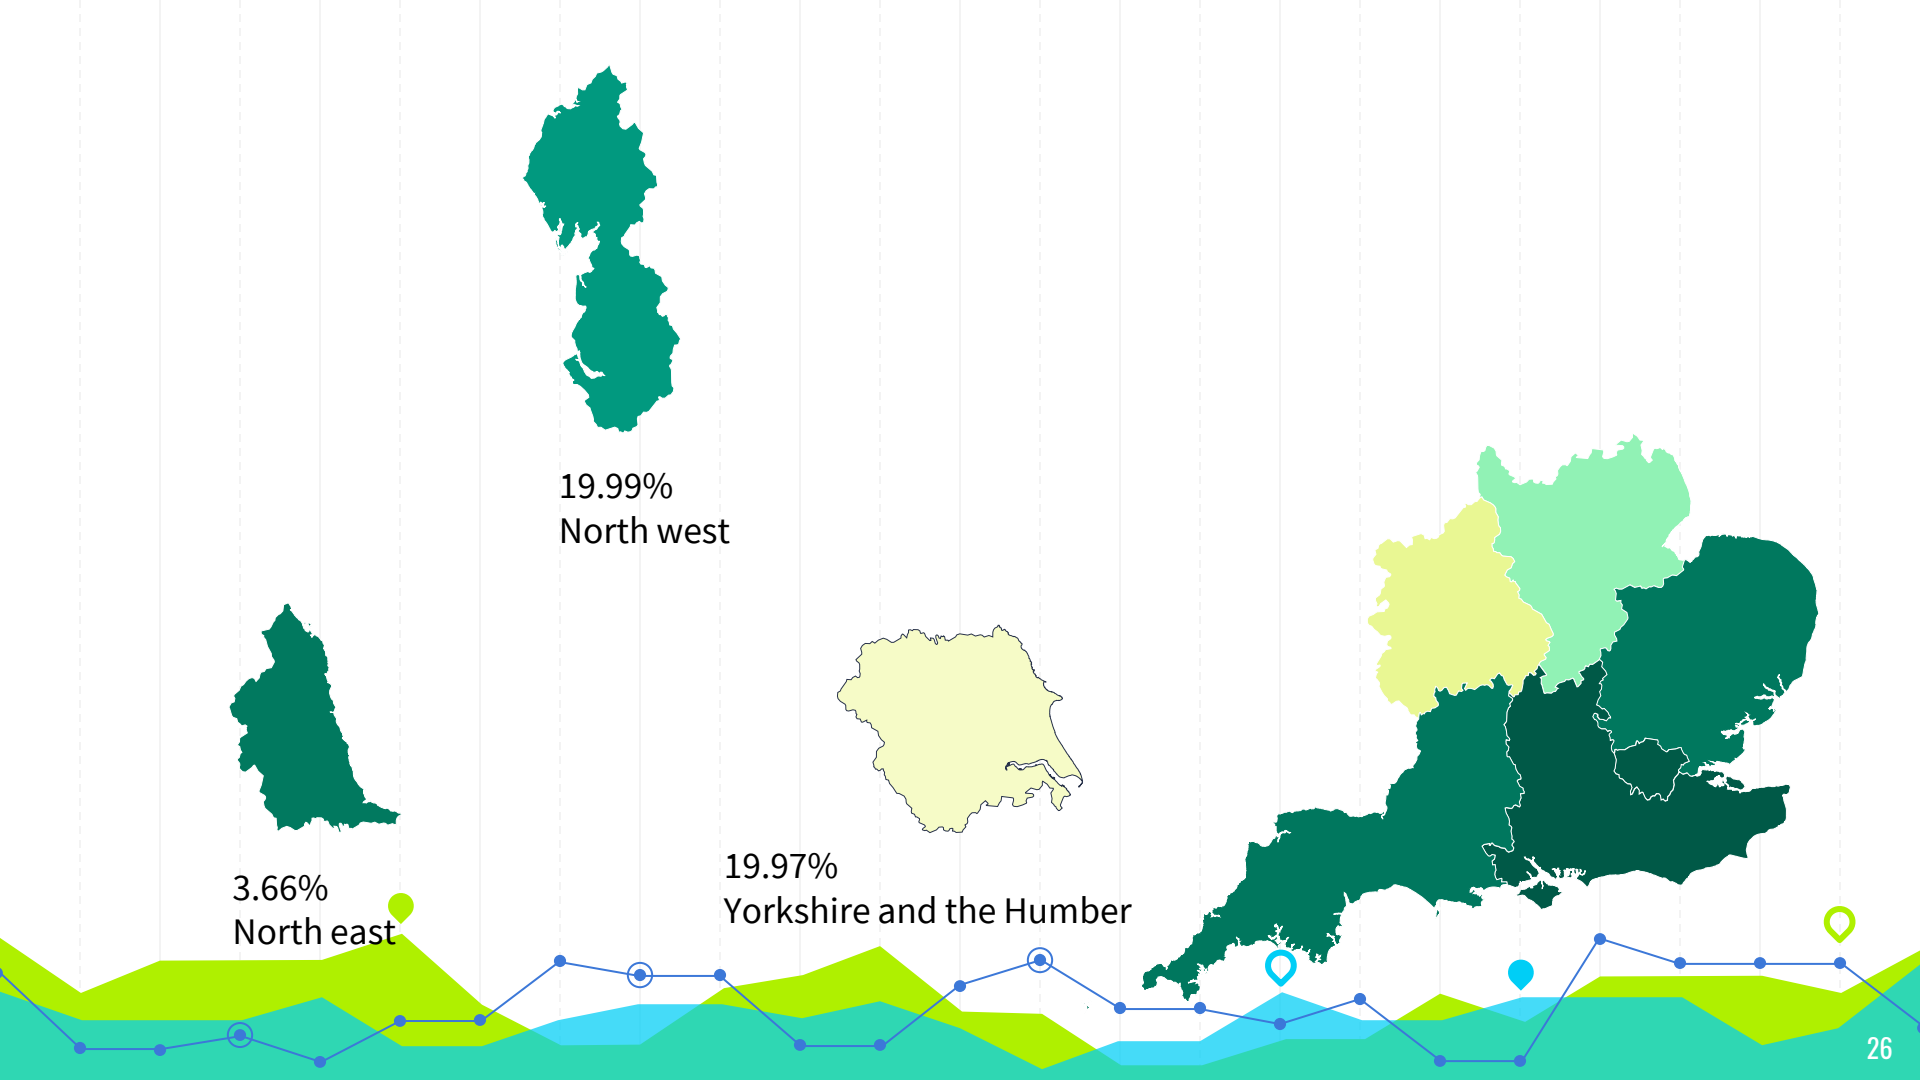 19.99%
North west
3.66%
North east
19.97%
Yorkshire and the Humber
26